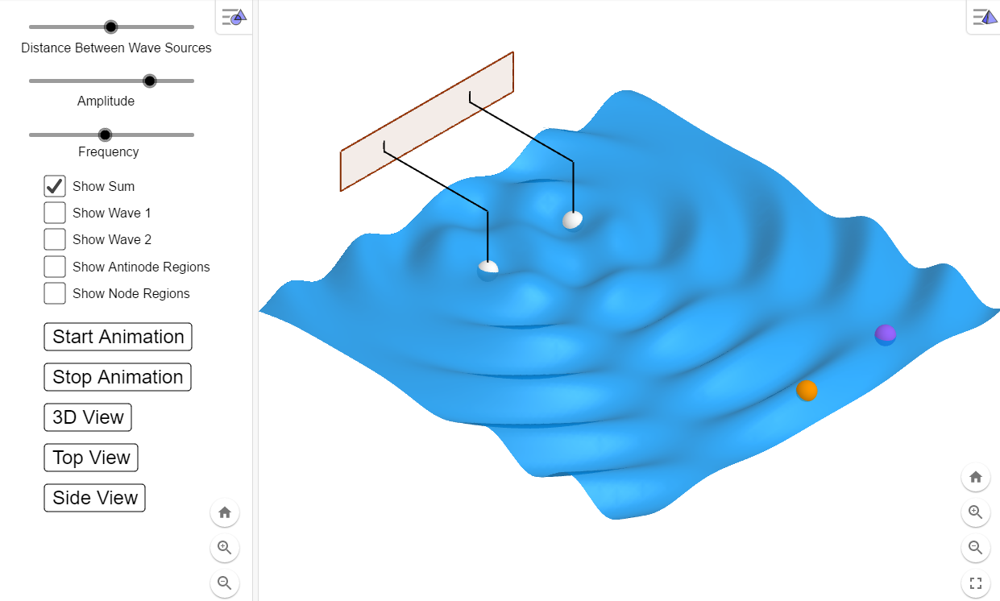 Distance Between Wave Sources
Amplitude
Frequency
Show Sum
Show Wave 1
Show Wave 2
Show Antinode Regions
Show Node Regions
Start Animation
Stop Animation
3D View
Top View
Side View